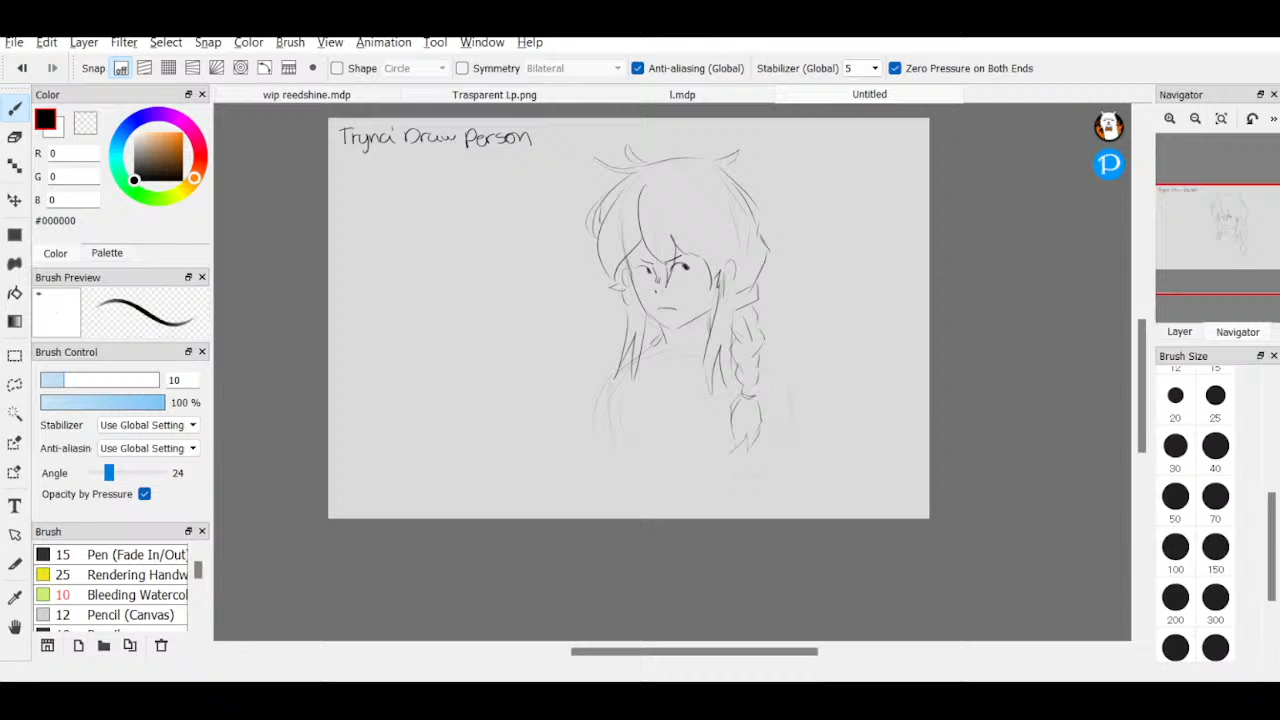 File Edit Layer Filter Select Snap Color Brush View Animation Tool Window Help
Snap off Shape Circle Symmetry Bilateral Anti-aliasing (Global) Stabilizer (Global) 5 Zero Pressure on Both Ends
Color
wip reedshine.mdp Trasparent Lp.png l.mdp Untitled
Navigator
R 0
G 0
B 0
#000000
Color Palette
Brush Preview
Brush Control
10
100 %
Stabilizer Use Global Setting
Anti-aliasin Use Global Setting
Angle 24
Opacity by Pressure
Brush
15 Pen (Fade In/Out)
25 Rendering Handw
10 Bleeding Watercol
12 Pencil (Canvas)
Draw Person
P
Layer Navigator
Brush Size
12 15
20 25
30 40
50 70
100 150
200 300